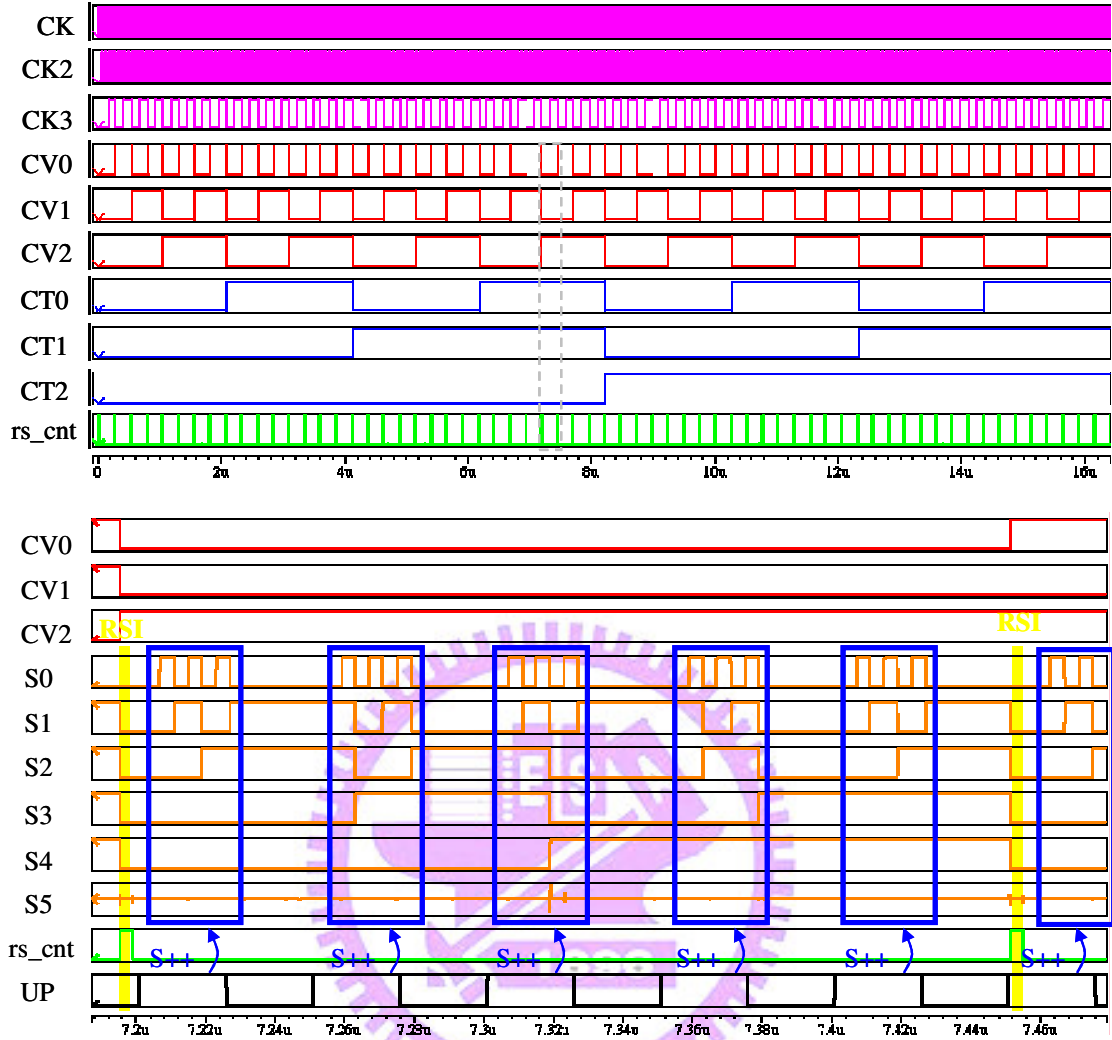 CK
CK2
CK3
CV0
CV1
CV2
CT0
CT1
CT2
rs_cnt
0 2u 4u 6u 8u 10u 12u 14u 16u
CV0
CV1
CV2
RSI RSI
S0
S1
S2
S3
S4
S5
ES
rs_cnt
S++ S++ S++ S++ S++ S++
UP
7.2u 7.22u 7.24u 7.26u 7.28u 7.3u 7.32u 7.34u 7.36u 7.38u 7.4u 7.42u 7.44u 7.46u